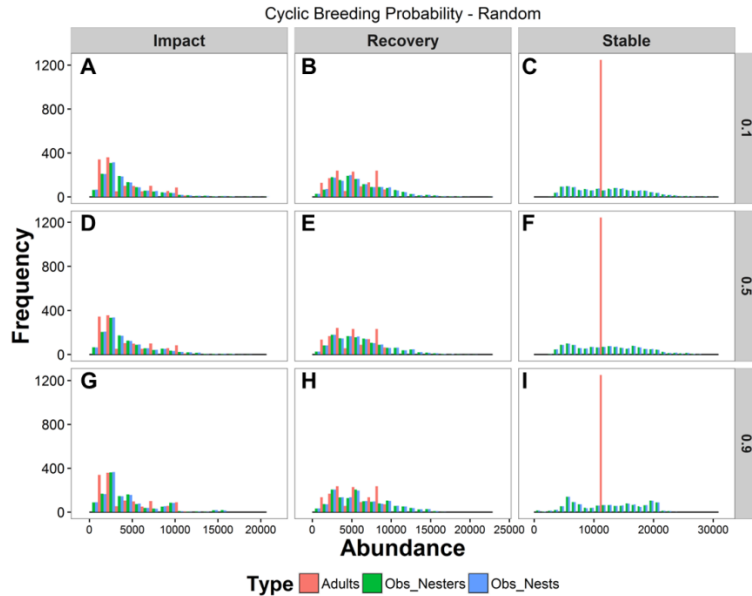 Cyclic Breeding Probability - Random
Impact Recovery Stable
A B C
1200
800
400
0
0.1
D E F
1200
800
400
0
0.5
G H I
1200
800
400
0
0.9
Frequency
0 5000 10000 15000 20000 0 5000 10000 15000 20000 25000 0 10000 20000 30000
Abundance
Type Adults Obs_Nesters Obs_Nests